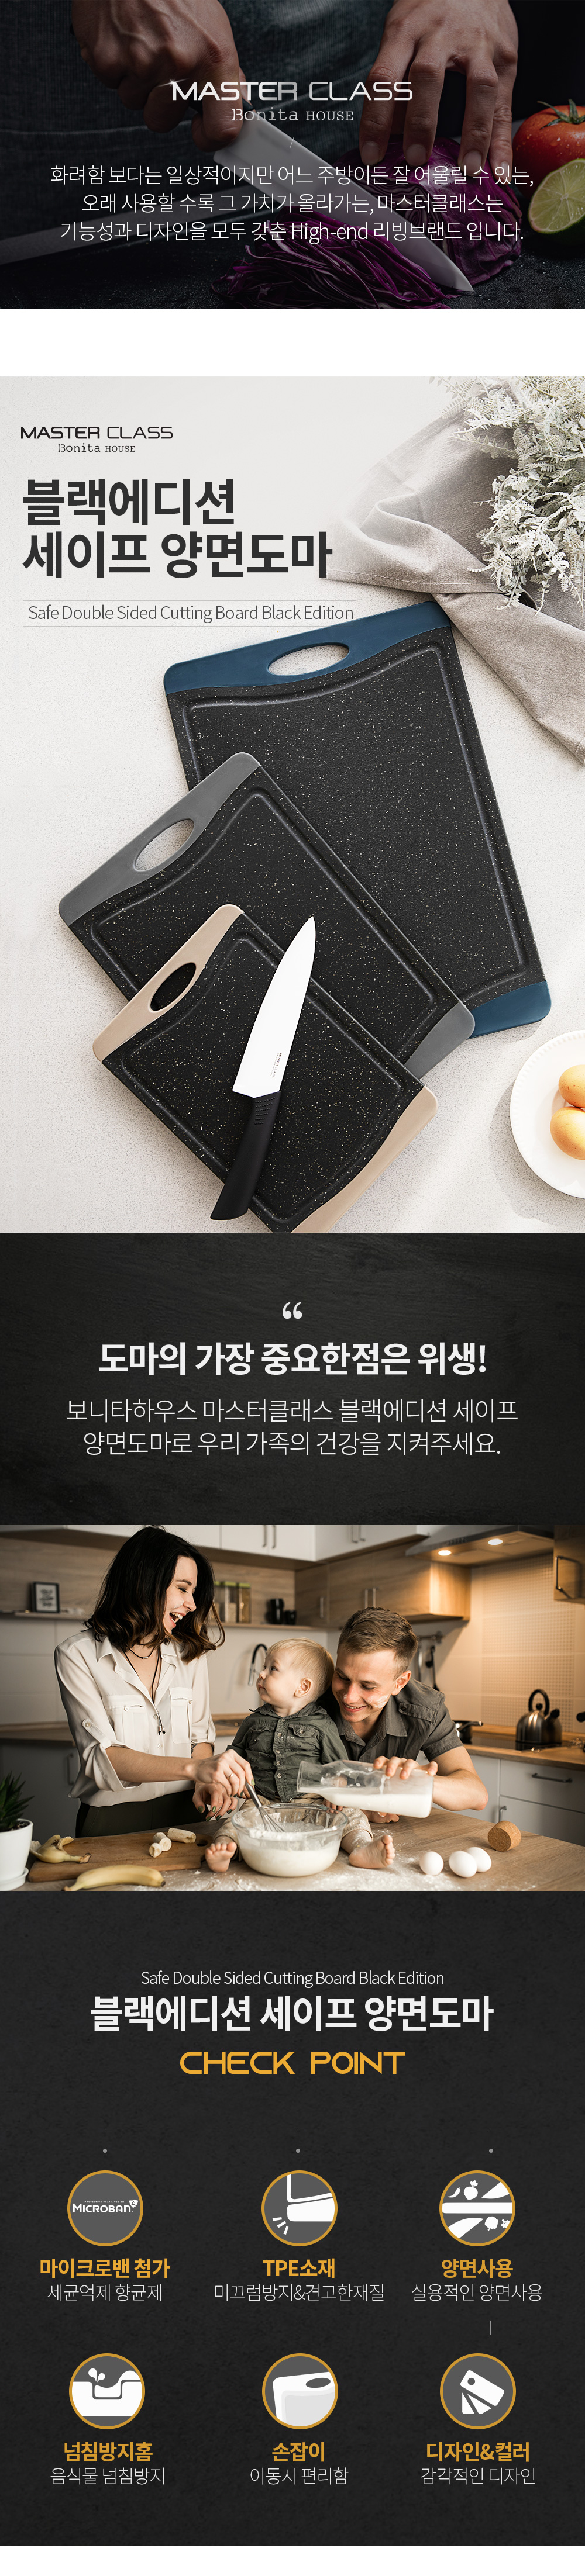 MASTER CLASS
Bonita HOUSE
화려함 보다는 일상적이지만 어느 주방이든 잘 어울릴 수 있는,
오래 사용할 수록 그 가치가 올라가는, 마스터클래스는
기능성과 디자인을 모두 갖춘 High-end 리빙브랜드 입니다.
MASTER CLASS
Bonita HOUSE
블랙에디션
세이프 양면도마
Safe Double Sided Cutting Board Black Edition
“
도마의 가장 중요한점은 위생!
보니타하우스 마스터클래스 블랙에디션 세이프
양면도마로 우리 가족의 건강을 지켜주세요.
Safe Double Sided Cutting Board Black Edition
블랙에디션 세이프 양면도마
CHECK POINT
MICROBAN
마이크로밴 첨가
세균억제 향균제
TPE소재
미끄럼방지&견고한재질
양면사용
실용적인 양면사용
넘침방지홈
음식물 넘침방지
손잡이
이동시 편리함
디자인&컬러
감각적인 디자인